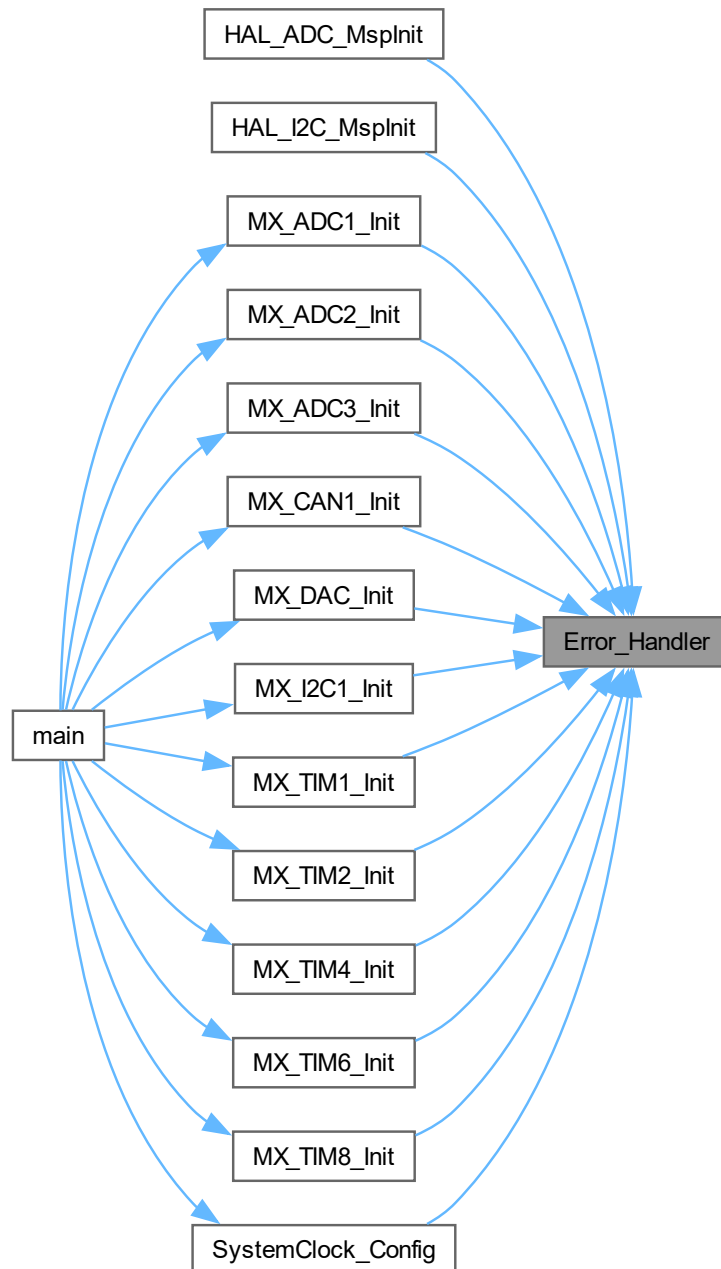 HAL_ADC_MspInit
HAL_I2C_MspInit
MX_ADC1_Init
MX_ADC2_Init
MX_ADC3_Init
MX_CAN1_Init
MX_DAC_Init
Error_Handler
MX_I2C1_Init
main
MX_TIM1_Init
MX_TIM2_Init
MX_TIM4_Init
MX_TIM6_Init
MX_TIM8_Init
SystemClock_Config